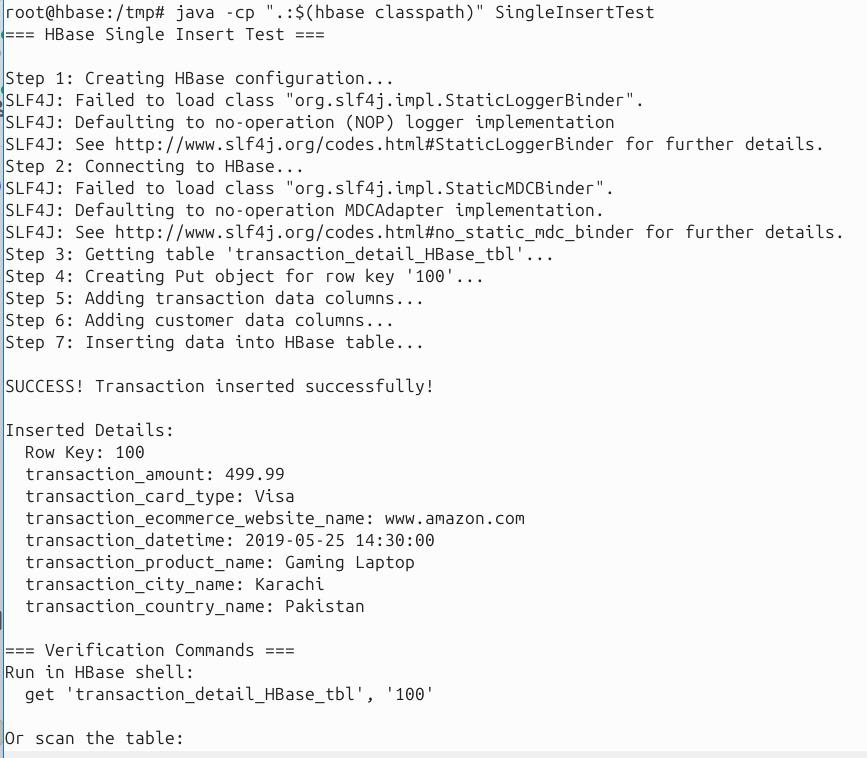 root@hbase:/tmp# java -cp ".:$(hbase classpath)" SingleInsertTest
=== HBase Single Insert Test ===
Step 1: Creating HBase configuration...
SLF4J: Failed to load class "org.slf4j.impl.StaticLoggerBinder".
SLF4J: Defaulting to no-operation (NOP) logger implementation
SLF4J: See http://www.slf4j.org/codes.html#StaticLoggerBinder for further details.
Step 2: Connecting to HBase...
SLF4J: Failed to load class "org.slf4j.impl.StaticMDCBinder".
SLF4J: Defaulting to no-operation MDCAdapter implementation.
SLF4J: See http://www.slf4j.org/codes.html#no_static_mdc_binder for further details.
Step 3: Getting table 'transaction_detail_HBase_tbl'...
Step 4: Creating Put object for row key '100'...
Step 5: Adding transaction data columns...
Step 6: Adding customer data columns...
Step 7: Inserting data into HBase table...
SUCCESS! Transaction inserted successfully!
Inserted Details:
Row Key: 100
transaction_amount: 499.99
transaction_card_type: Visa
transaction_ecommerce_website_name: www.amazon.com
transaction_datetime: 2019-05-25 14:30:00
transaction_product_name: Gaming Laptop
transaction_city_name: Karachi
transaction_country_name: Pakistan
=== Verification Commands ===
Run in HBase shell:
get 'transaction_detail_HBase_tbl', '100'
Or scan the table: